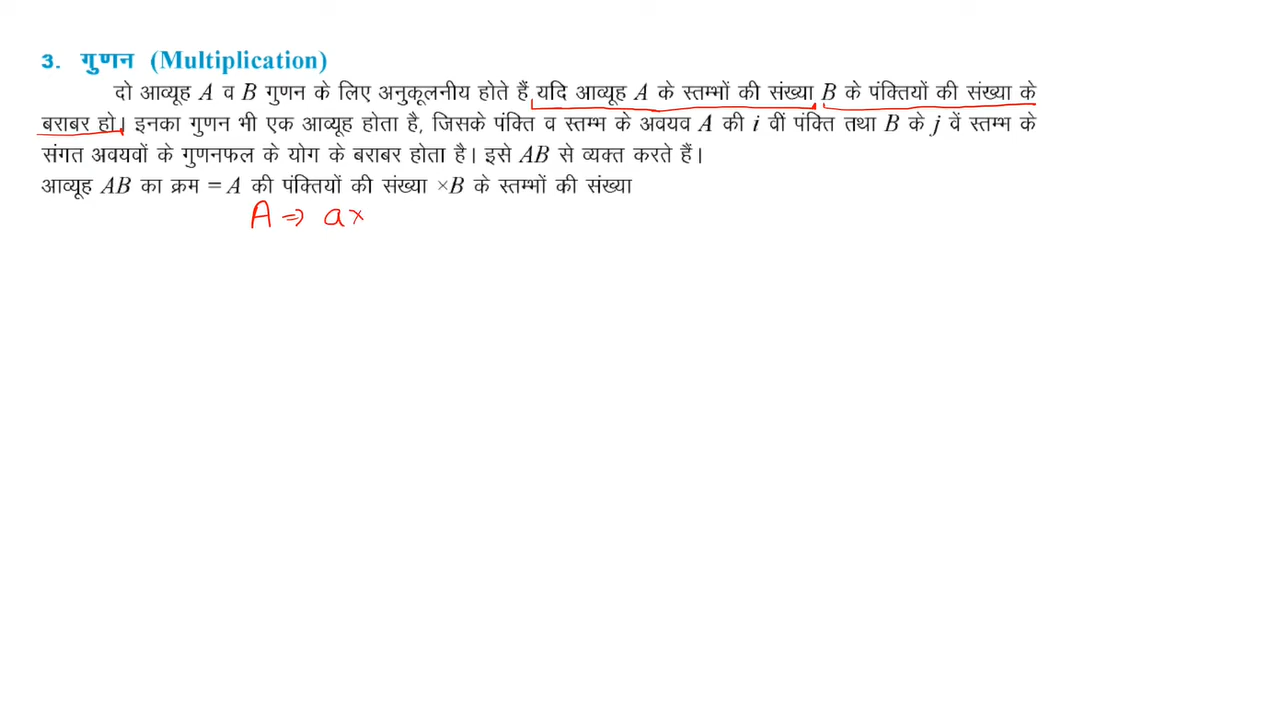 3. गुणन (Multiplication)
दो आव्यूह A व B गुणन के लिए अनुकूलनीय होते हैं यदि आव्यूह A के स्तम्भों की संख्या B के पंक्तियों की संख्या के
बराबर हो। इनका गुणन भी एक आव्यूह होता है, जिसके पंक्ति व स्तम्भ के अवयव A की i वीं पंक्ति तथा B के j वें स्तम्भ के
संगत अवयवों के गुणनफल के योग के बराबर होता है। इसे AB से व्यक्त करते हैं।
आव्यूह AB का क्रम = A की पंक्तियों की संख्या ×B के स्तम्भों की संख्या
A ⇒ a×